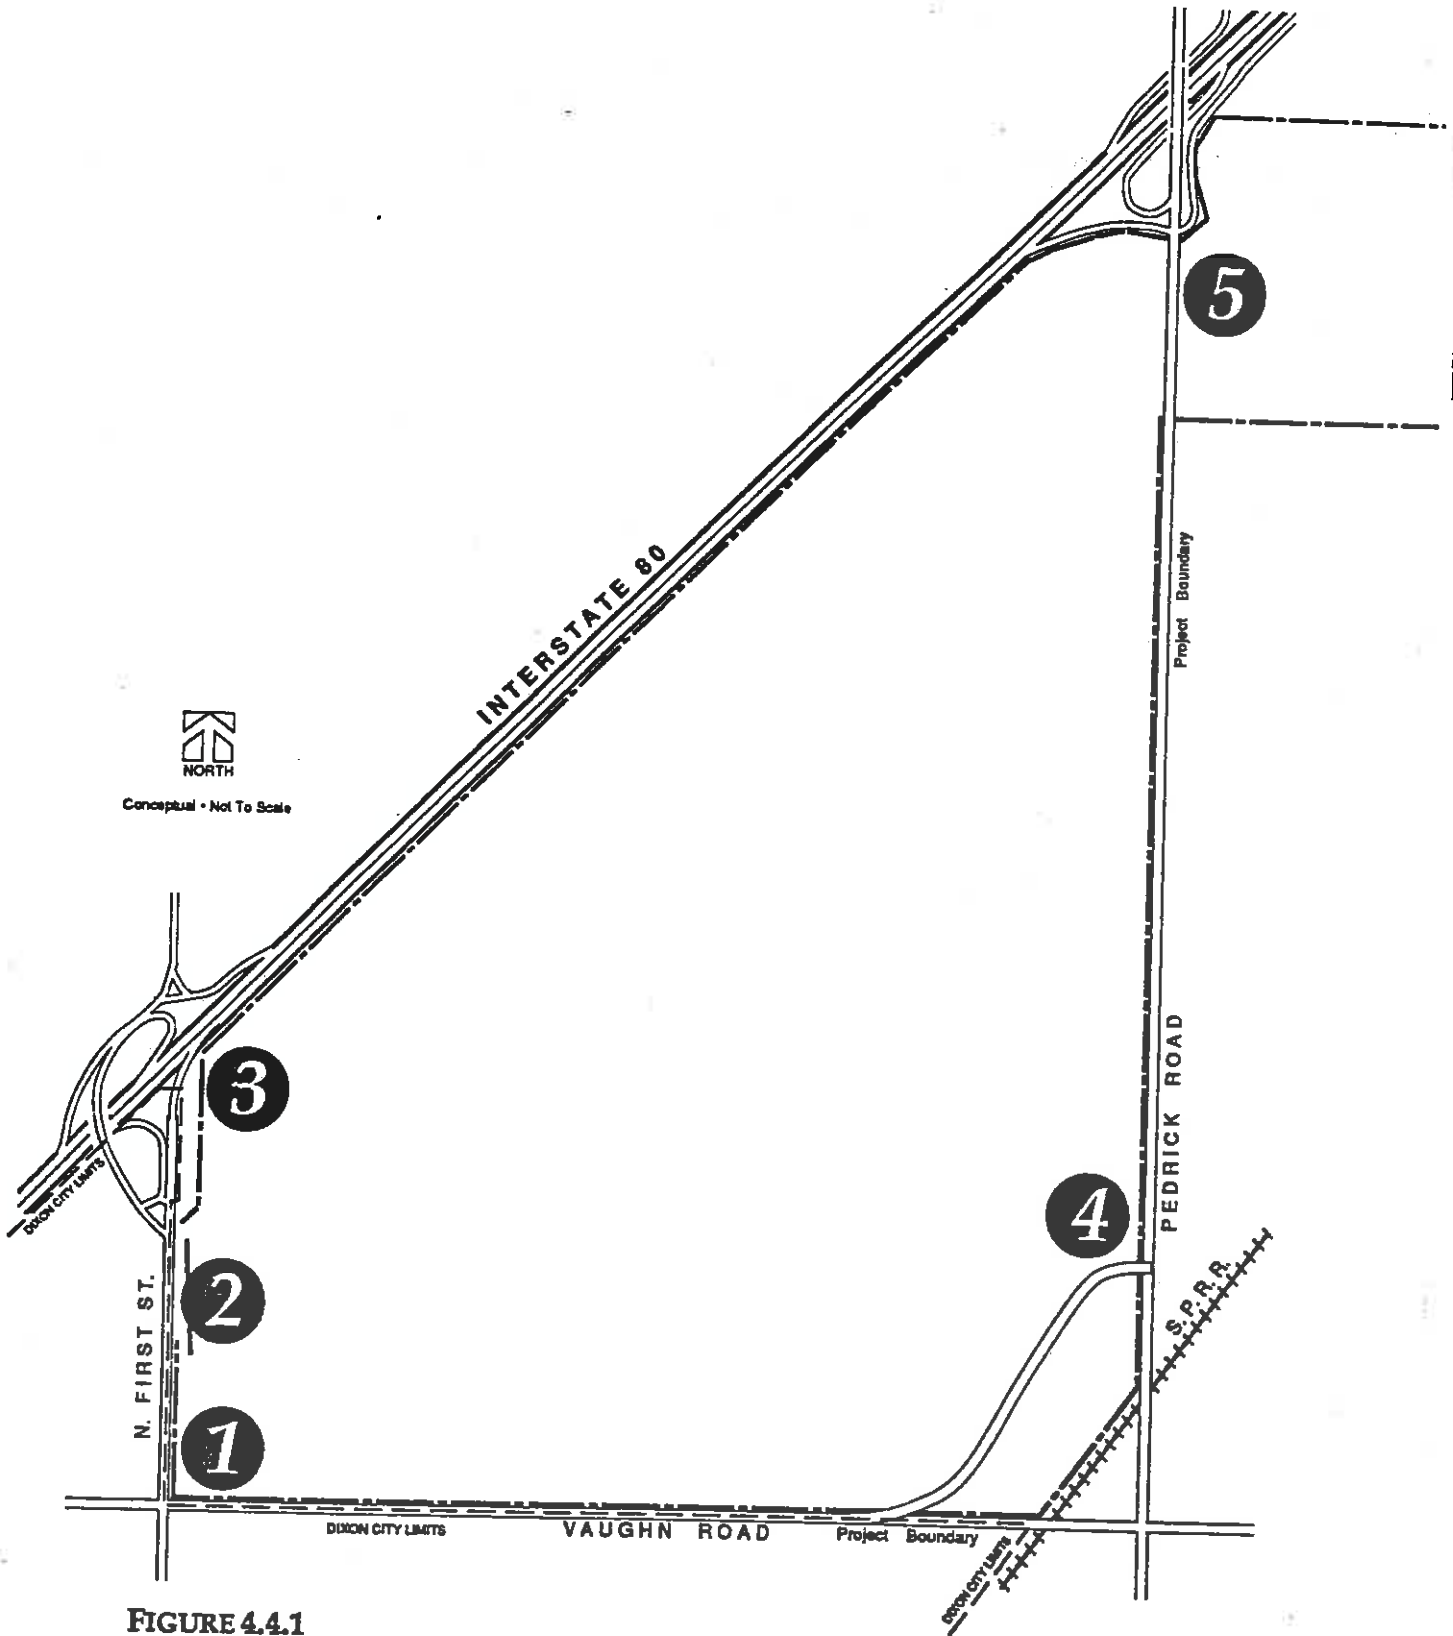 5
INTERSTATE 80
Project Boundary
NORTH
Conceptual • Not To Scale
3
DIXON CITY LIMITS
PEDRICK ROAD
4
S.P.R.R.
2
N. FIRST ST.
1
DIXON CITY LIMITS
VAUGHN ROAD
Project Boundary
DIXON CITY LIMITS
FIGURE 4.4.1